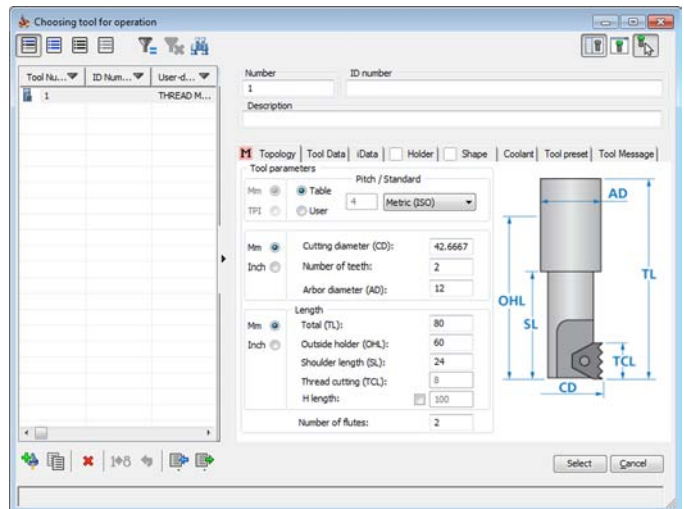 Choosing tool for operation
Tool Nu... ID Num... User-d...
1 THREAD M...
Number ID number
1
Description
M Topology Tool Data iData Holder Shape Coolant Tool preset Tool Message
Tool parameters
Pitch / Standard
Mm Table 4 Metric (ISO)
TPI User
Mm Cutting diameter (CD): 42.6667
Inch Number of teeth: 2
Arbor diameter (AD): 12
Length
Mm Total (TL): 80
Inch Outside holder (OHL): 60
Shoulder length (SL): 24
Thread cutting (TCL): 8
H length: 100
Number of flutes: 2
AD
TL
OHL
SL
TCL
CD
Select Cancel